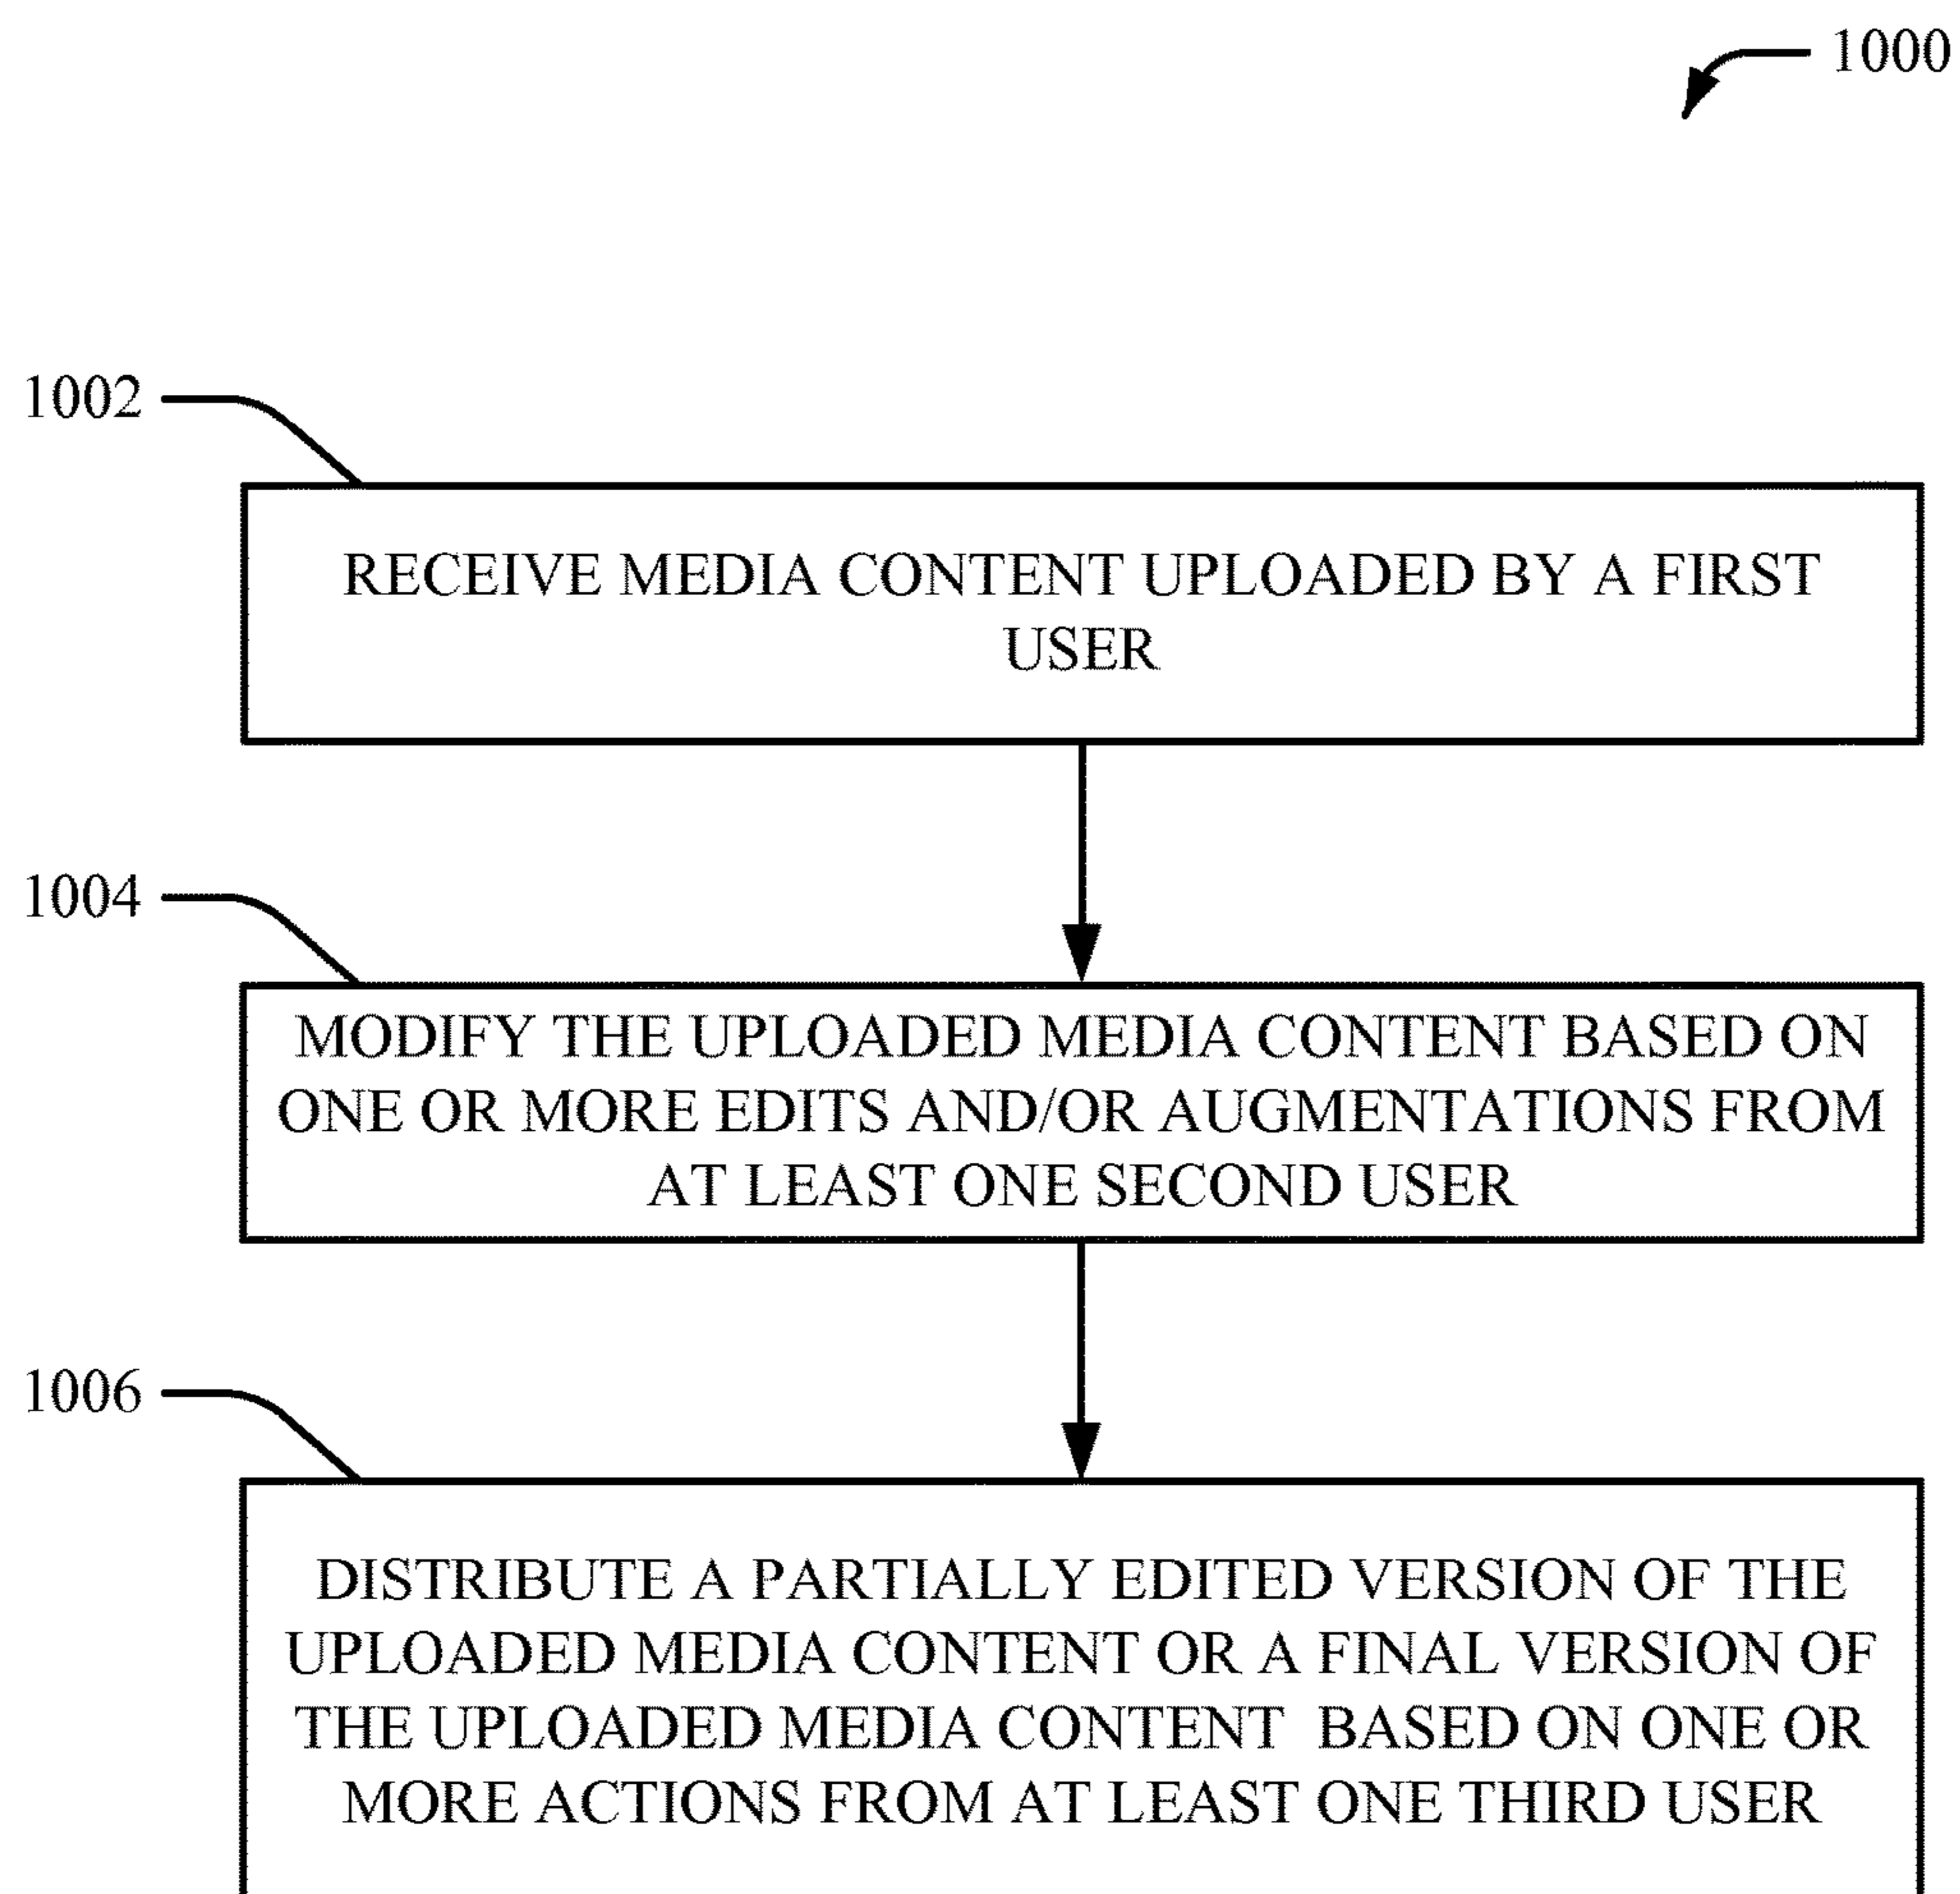 1000
1002
RECEIVE MEDIA CONTENT UPLOADED BY A FIRST
USER
1004
MODIFY THE UPLOADED MEDIA CONTENT BASED ON
ONE OR MORE EDITS AND/OR AUGMENTATIONS FROM
AT LEAST ONE SECOND USER
1006
DISTRIBUTE A PARTIALLY EDITED VERSION OF THE
UPLOADED MEDIA CONTENT OR A FINAL VERSION OF
THE UPLOADED MEDIA CONTENT BASED ON ONE OR
MORE ACTIONS FROM AT LEAST ONE THIRD USER